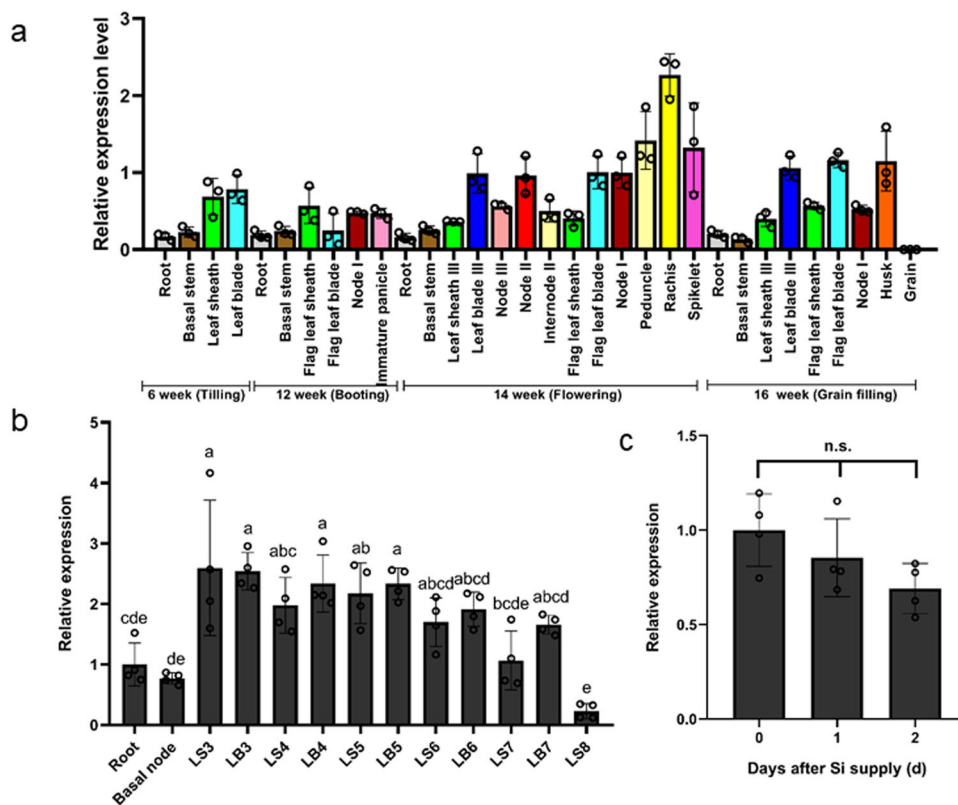 a
Relative expression level
3
2
1
0
Root
Basal stem
Leaf sheath
Leaf blade
Root
Basal stem
Flag leaf sheath
Flag leaf blade
Node I
Immature panicle
Root
Basal stem
Leaf sheath III
Leaf blade III
Node III
Node II
Internode II
Flag leaf sheath
Flag leaf blade
Node I
Peduncle
Rachis
Spikelet
Root
Basal stem
Leaf sheath III
Leaf blade III
Flag leaf sheath
Flag leaf blade
Node I
Husk
Grain
6 week (Tilling)
12 week (Booting)
14 week (Flowering)
16 week (Grain filling)
b
Relative expression
5
4
3
2
1
0
cde
de
a
a
abc
a
ab
a
abcd
abcd
bcde
abcd
e
Root
Basal node
LS3
LB3
LS4
LB4
LS5
LB5
LS6
LB6
LS7
LB7
LS8
c
Relative expression
1.5
1.0
0.5
0.0
n.s.
0
1
2
Days after Si supply (d)